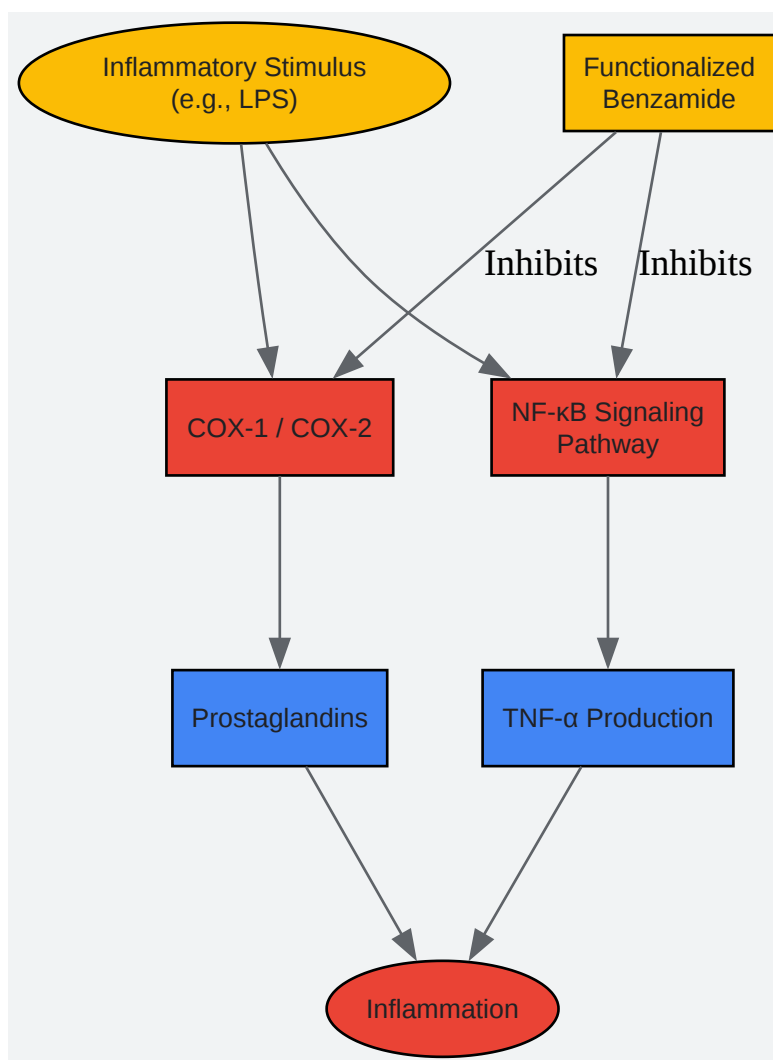 Inflammatory Stimulus
(e.g., LPS)
Functionalized
Benzamide
Inhibits
Inhibits
COX-1 / COX-2
NF-κB Signaling
Pathway
Prostaglandins
TNF-α Production
Inflammation